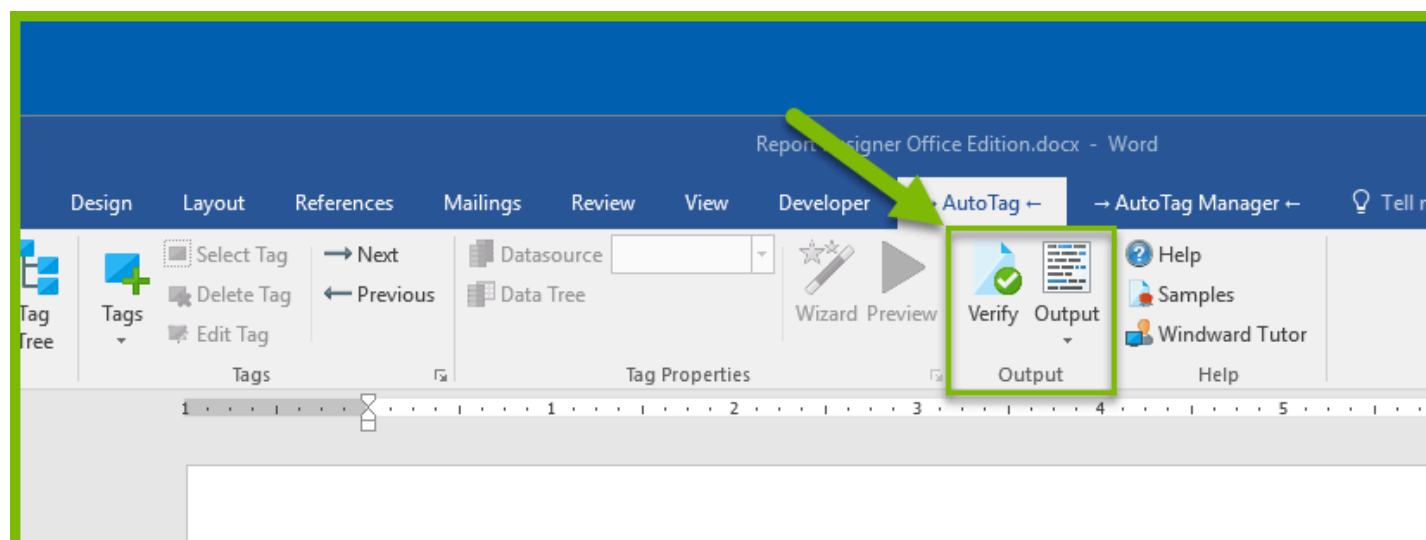 Report Designer Office Edition.docx - Word
Design Layout References Mailings Review View Developer → AutoTag ← → AutoTag Manager ← Tell
Select Tag → Next Datasource Help
Delete Tag ← Previous Data Tree Samples
Tag Tree Tags Edit Tag Wizard Preview Verify Output Windward Tutor
Tags Tag Properties Output Help
1 1 2 3 4 5